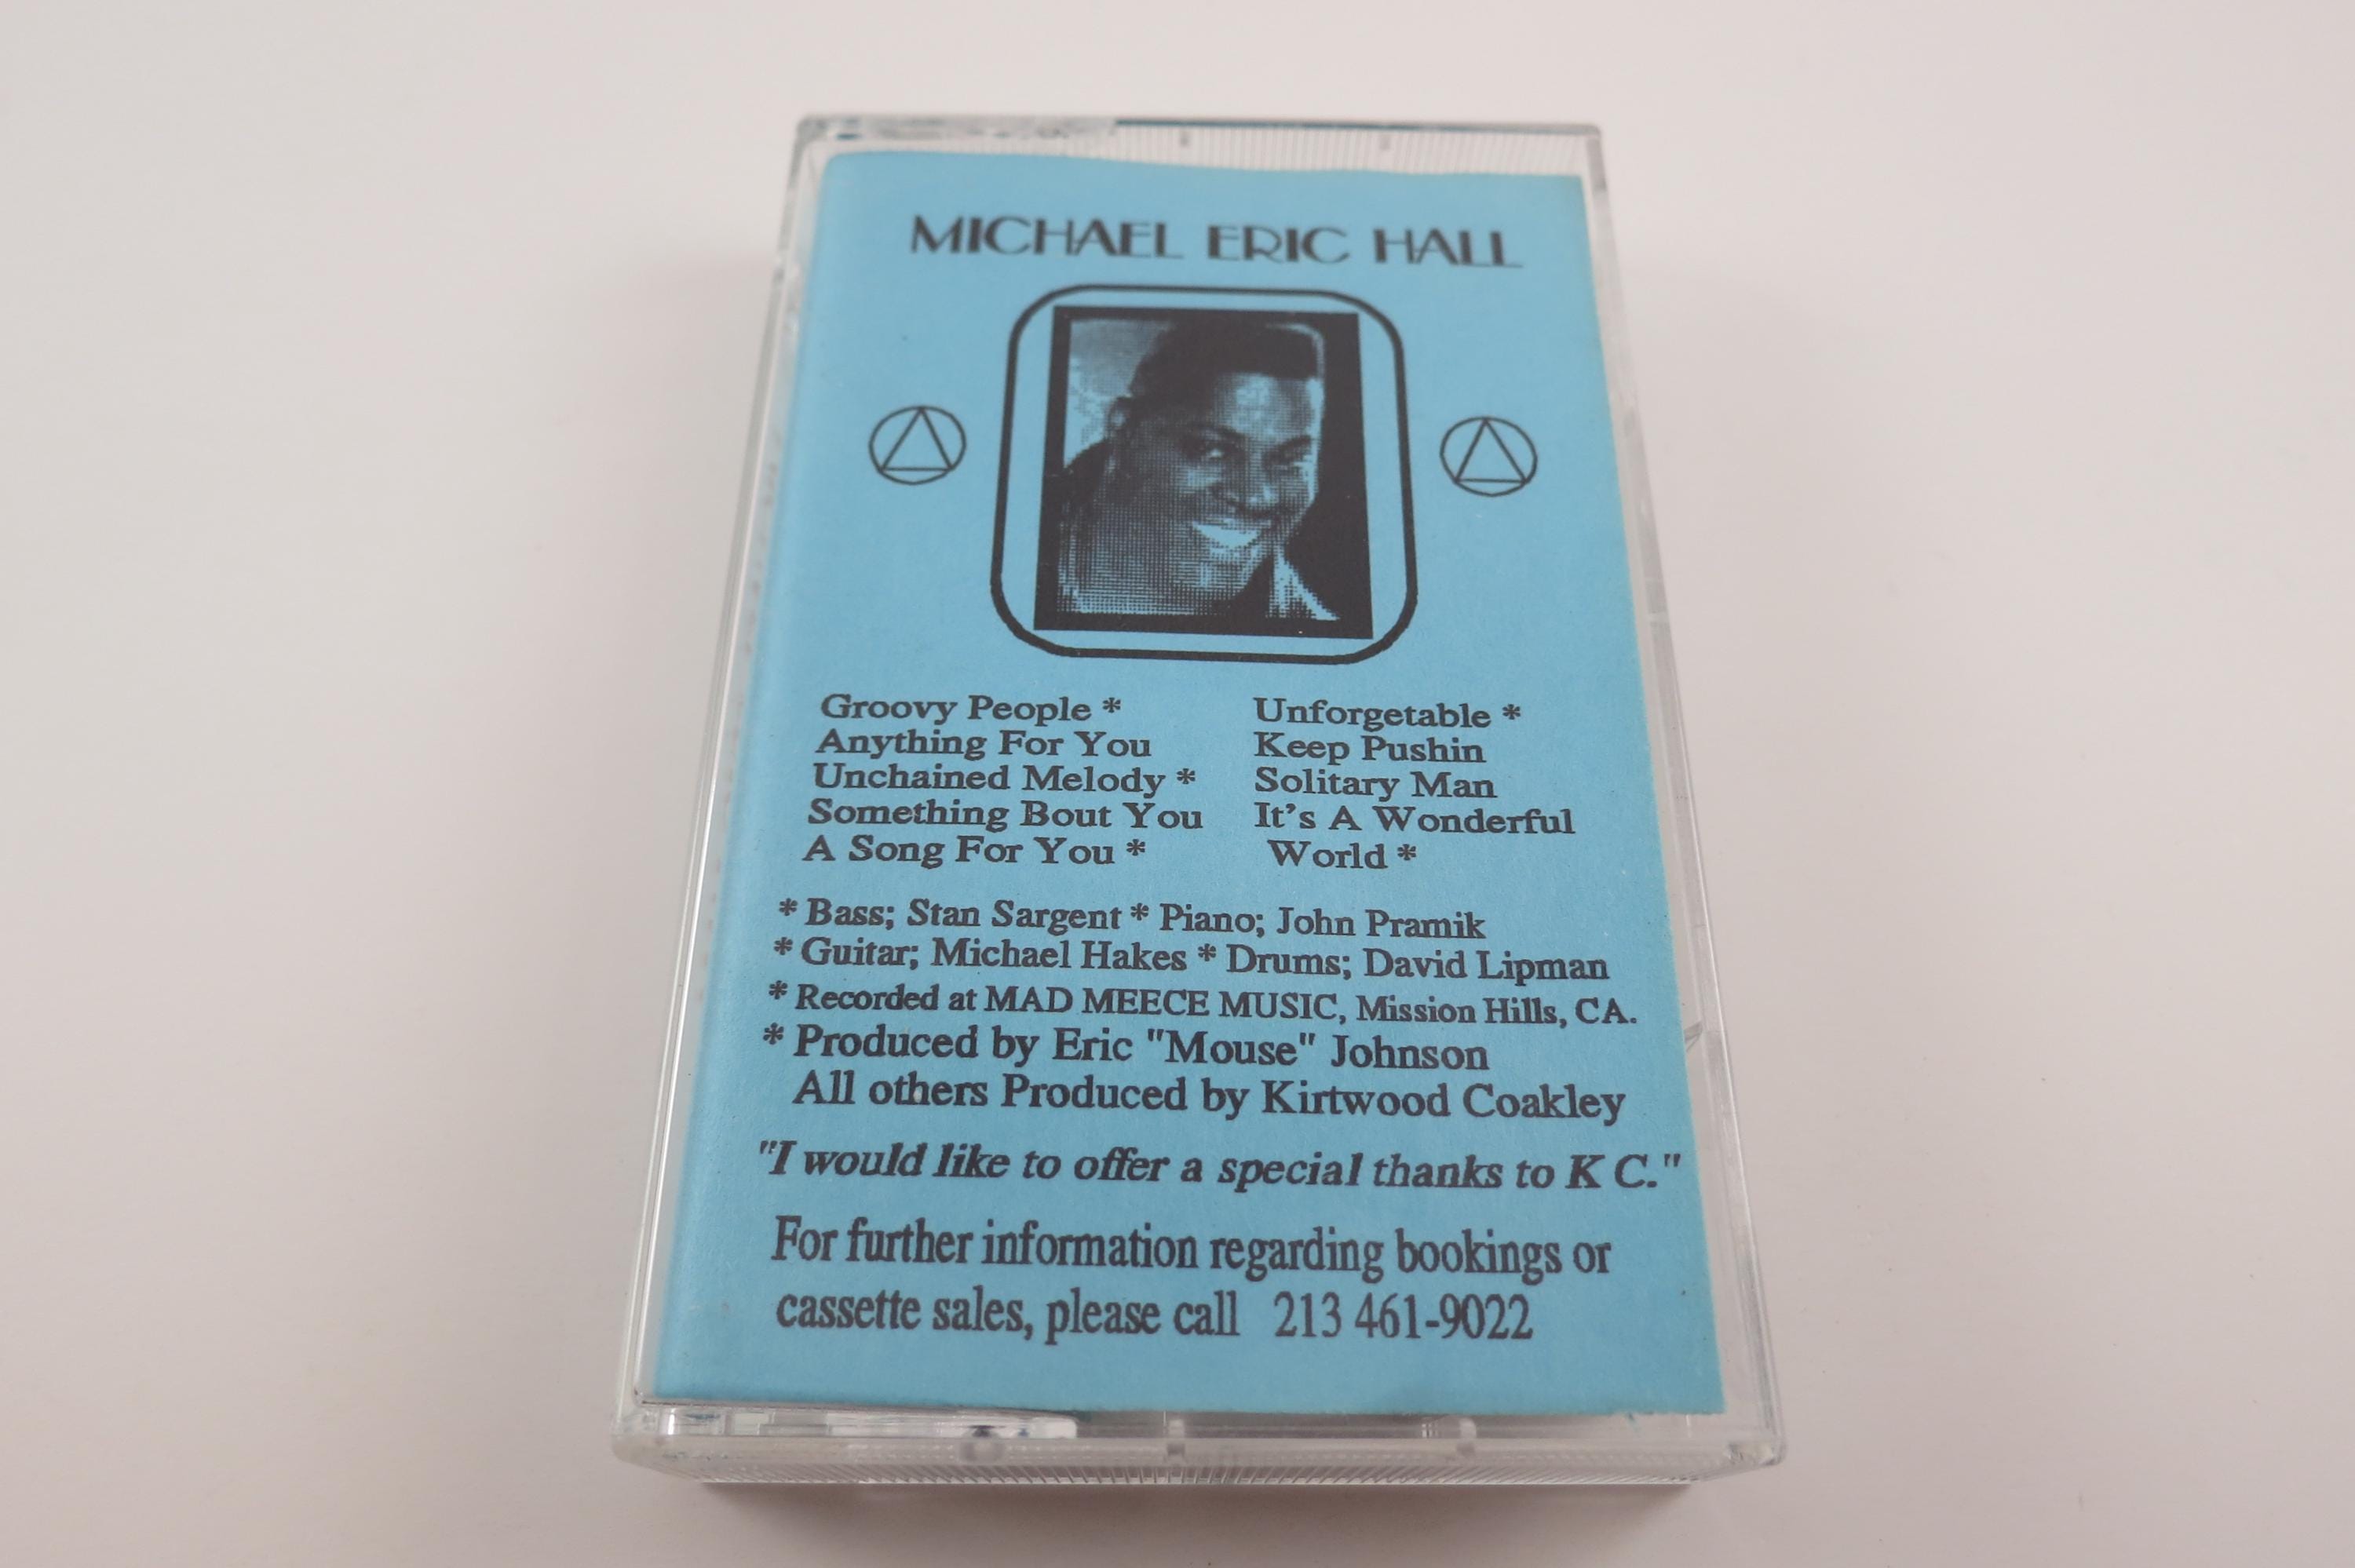 MICHAEL ERIC HALL
Groovy People *
Anything For You
Unchained Melody *
Something Bout You
A Song For You *
Unforgetable *
Keep Pushin
Solitary Man
It's A Wonderful
World *
* Bass; Stan Sargent * Piano; John Pramik
* Guitar; Michael Hakes * Drums; David Lipman
* Recorded at MAD MEECE MUSIC, Mission Hills, CA.
* Produced by Eric "Mouse" Johnson
All others Produced by Kirtwood Coakley
"I would like to offer a special thanks to K C."
For further information regarding bookings or
cassette sales, please call 213 461-9022